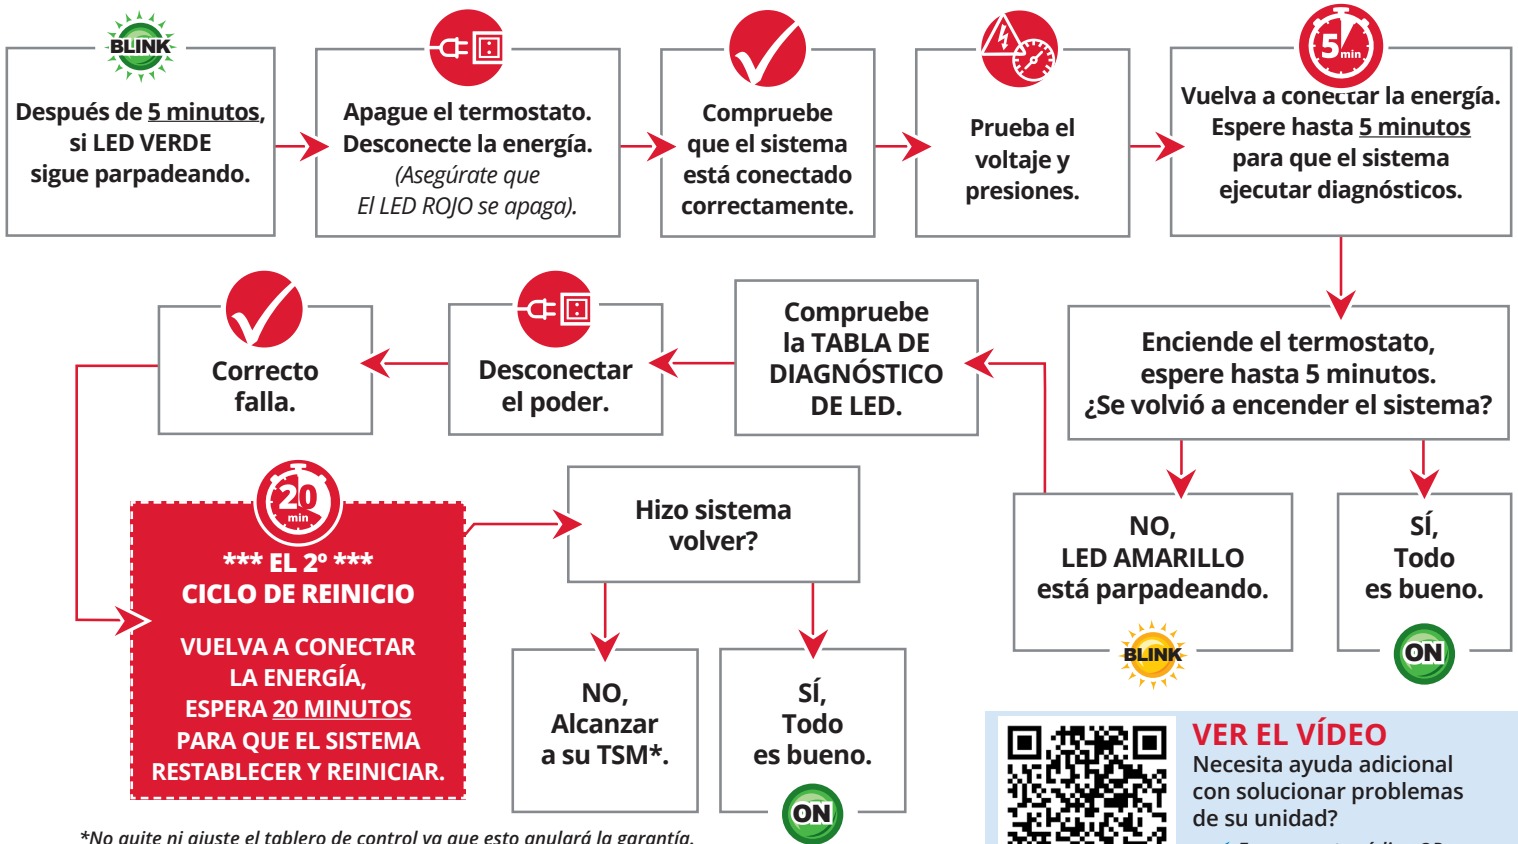 BLINK
Después de 5 minutos,
si LED VERDE
sigue parpadeando.
Apague el termostato.
Desconecte la energía.
(Asegúrate que
El LED ROJO se apaga).
Compruebe
que el sistema
está conectado
correctamente.
Prueba el
voltaje y
presiones.
5 min
Vuelva a conectar la energía.
Espere hasta 5 minutos
para que el sistema
ejecutar diagnósticos.
Enciende el termostato,
espere hasta 5 minutos.
¿Se volvió a encender el sistema?
NO,
LED AMARILLO
está parpadeando.
BLINK
SÍ,
Todo
es bueno.
ON
Compruebe
la TABLA DE
DIAGNÓSTICO
DE LED.
Desconectar
el poder.
Correcto
falla.
20
min
*** EL 2º ***
CICLO DE REINICIO
VUELVA A CONECTAR
LA ENERGÍA,
ESPERA 20 MINUTOS
PARA QUE EL SISTEMA
RESTABLECER Y REINICIAR.
Hizo sistema
volver?
NO,
Alcanzar
a su TSM*.
SÍ,
Todo
es bueno.
ON
*No quite ni ajuste el tablero de control ya que esto anulará la garantía.
VER EL VÍDEO
Necesita ayuda adicional
con solucionar problemas
de su unidad?